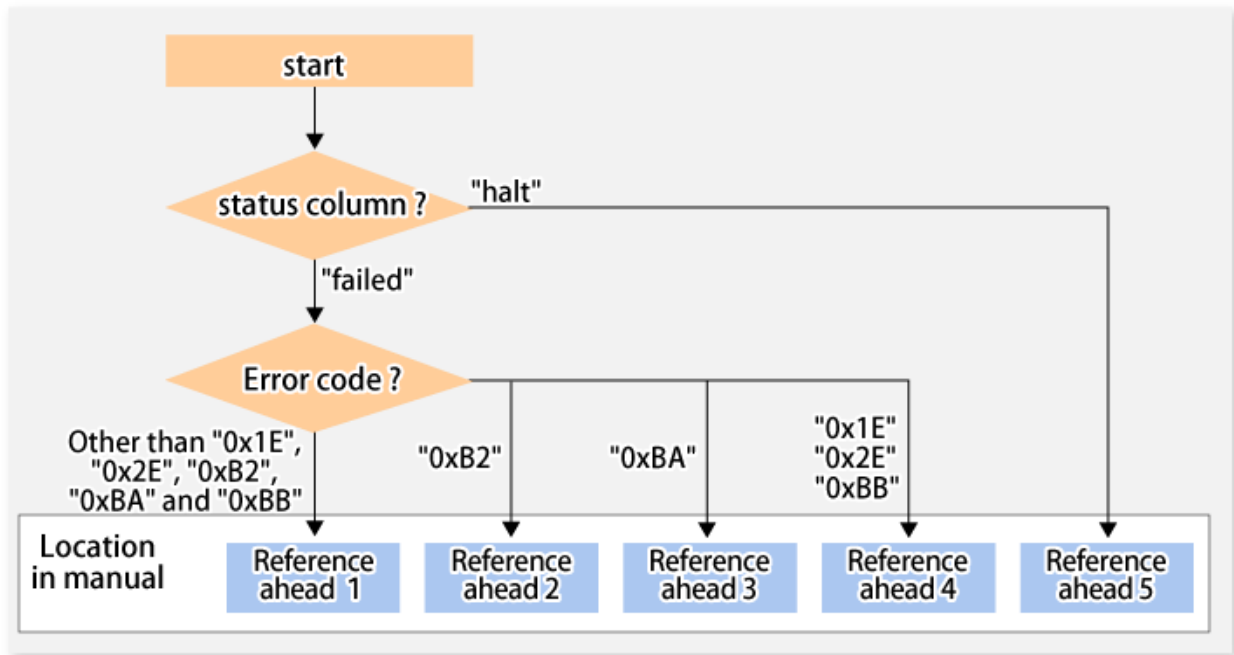 start
status column ?
"halt"
"failed"
Error code ?
Other than "0x1E",
"0x2E", "0xB2",
"0xBA" and "0xBB"
"0xB2"
"0xBA"
"0x1E"
"0x2E"
"0xBB"
Location
in manual
Reference
ahead 1
Reference
ahead 2
Reference
ahead 3
Reference
ahead 4
Reference
ahead 5